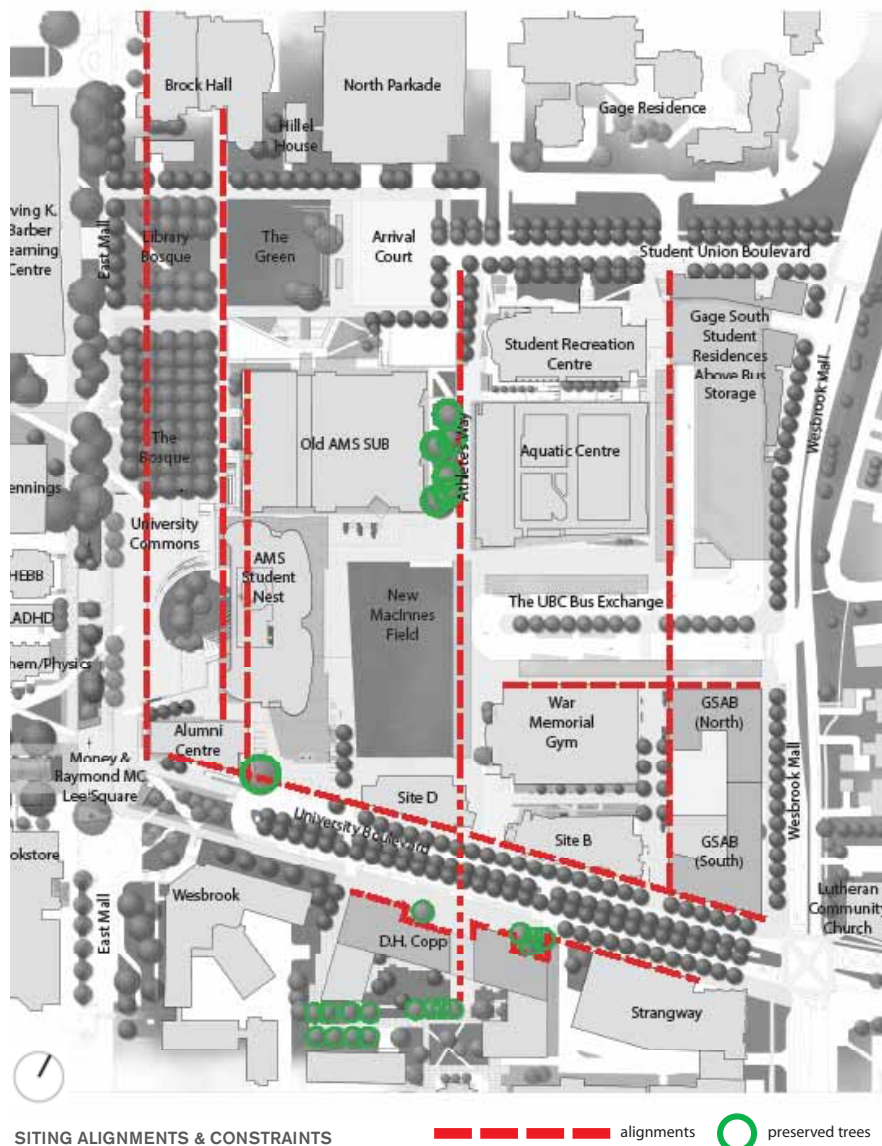 Brock Hall
North Parkade
Gage Residence
Hillel
House
ving K.
Barber
earning
Centre
East Mall
Library
Bosque
The
Green
Arrival
Court
Student Union Boulevard
Student Recreation
Centre
Gage South
Student
Residences
Above Bus
Storage
Wesbrook Mall
The
Bosque
Old AMS SUB
Athlete's Way
Aquatic Centre
ennings
University
Commons
HEBB
AMS
Student
Nest
New
MacInnes
Field
The UBC Bus Exchange
LADHD
hem/Physics
War
Memorial
Gym
GSAB
(North)
Alumni
Centre
Money &
Raymond MC
Lee Square
Site D
University Boulevard
Site B
GSAB
(South)
Wesbrook Mall
okstore
Wesbrook
East Mall
D.H. Copp
Lutheran
Community
Church
Strangway
SITING ALIGNMENTS & CONSTRAINTS
alignments
preserved trees